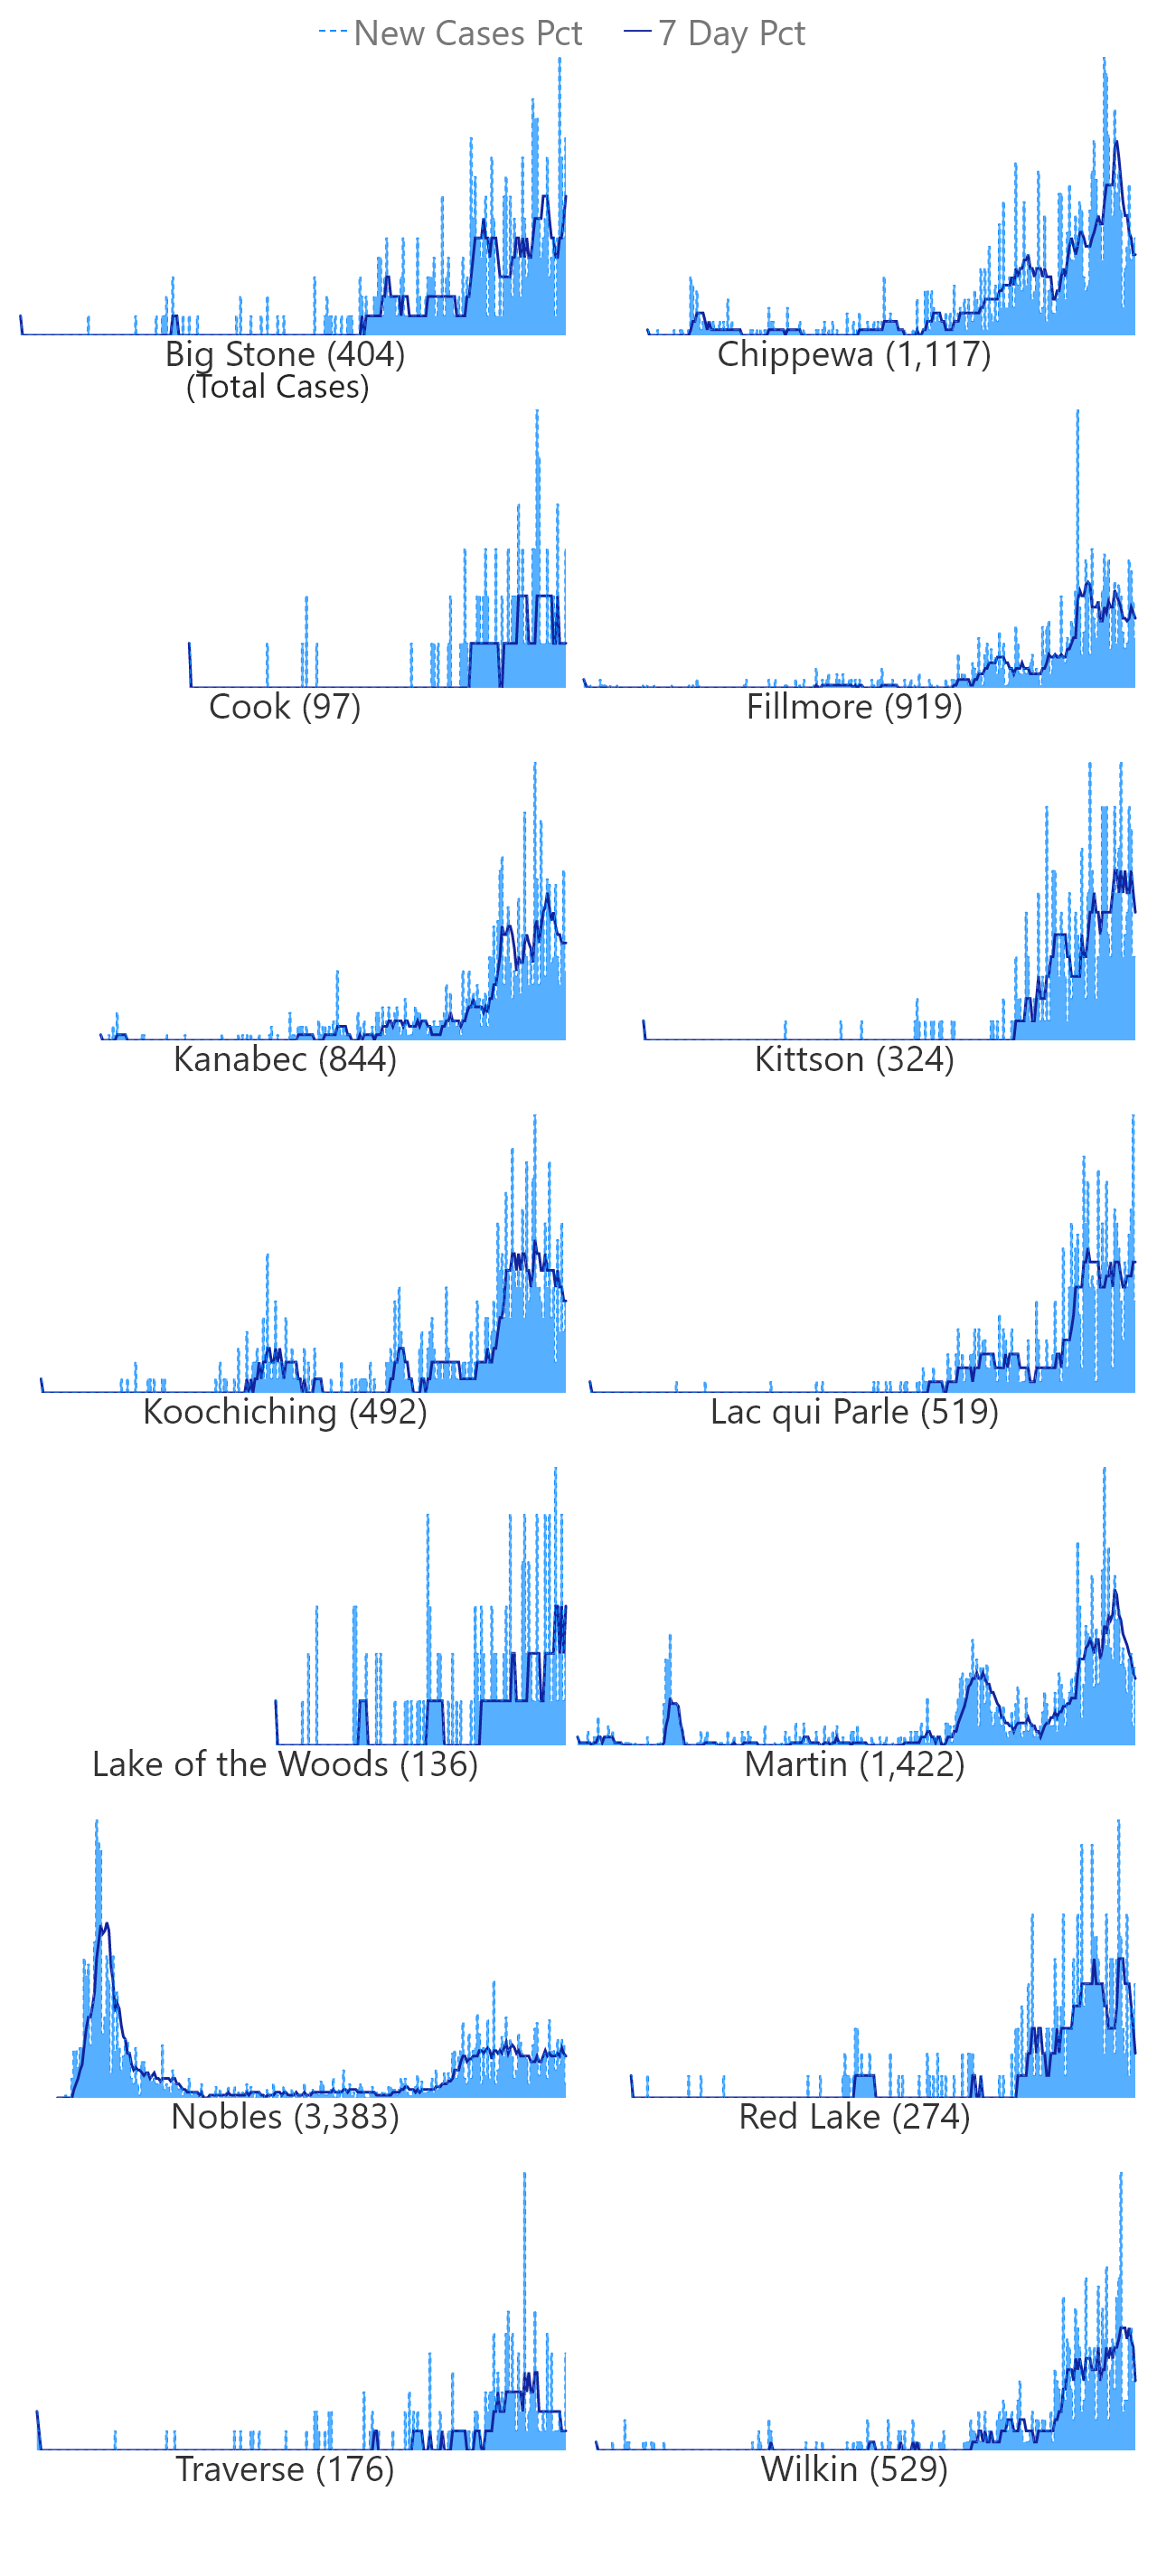 New Cases Pct 7 Day Pct
Big Stone (404)
(Total Cases)
Chippewa (1,117)
Cook (97)
Fillmore (919)
Kanabec (844)
Kittson (324)
Koochiching (492)
Lac qui Parle (519)
Lake of the Woods (136)
Martin (1,422)
Nobles (3,383)
Red Lake (274)
Traverse (176)
Wilkin (529)